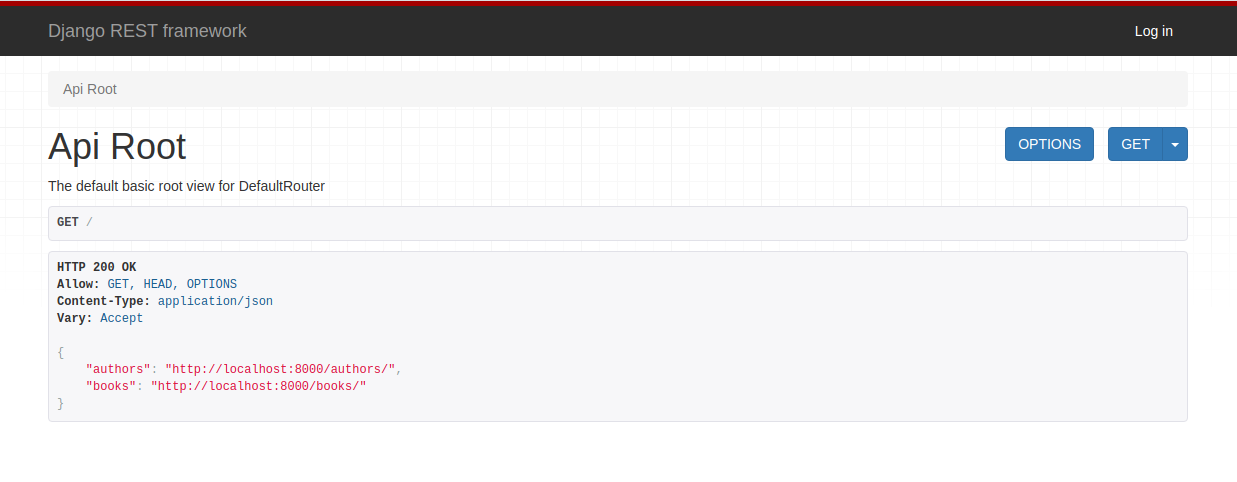 Django REST framework
Log in
Api Root
Api Root
OPTIONS
GET
The default basic root view for DefaultRouter
GET /
HTTP 200 OK
Allow: GET, HEAD, OPTIONS
Content-Type: application/json
Vary: Accept
{
    "authors": "http://localhost:8000/authors/",
    "books": "http://localhost:8000/books/"
}